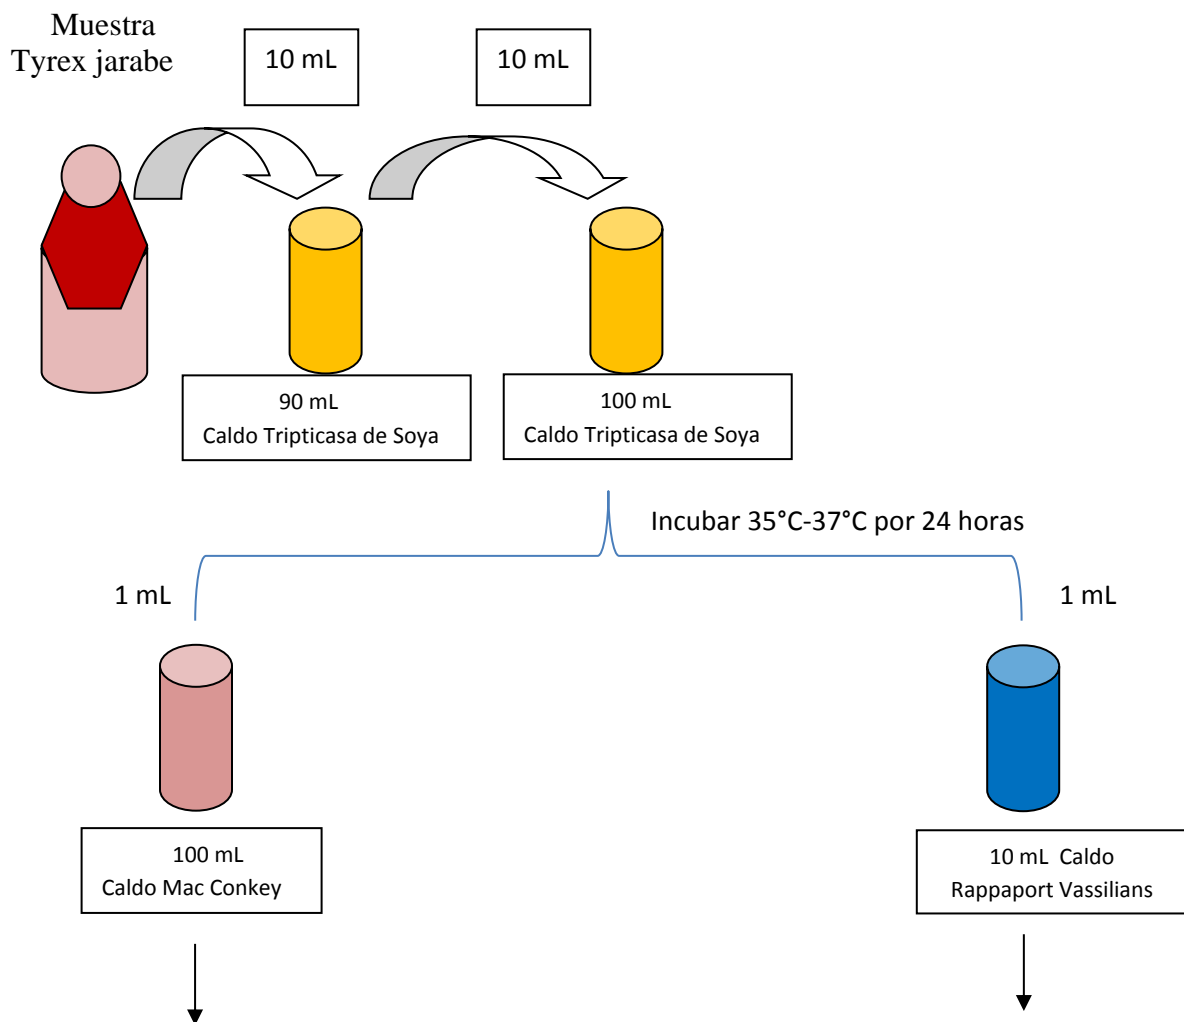 Muestra
Tyrex jarabe
10 mL
10 mL
90 mL
Caldo Tripticasa de Soya
100 mL
Caldo Tripticasa de Soya
Incubar 35°C-37°C por 24 horas
1 mL
1 mL
100 mL
Caldo Mac Conkey
10 mL Caldo
Rappaport Vassilians